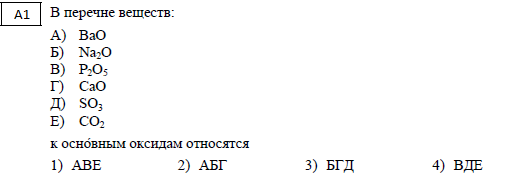 А1 В перечне веществ:
А) BaO
Б) Na₂O
В) P₂O₅
Г) CaO
Д) SO₃
Е) CO₂
к оснóвным оксидам относятся
1) АВЕ 2) АБГ 3) БГД 4) ВДЕ